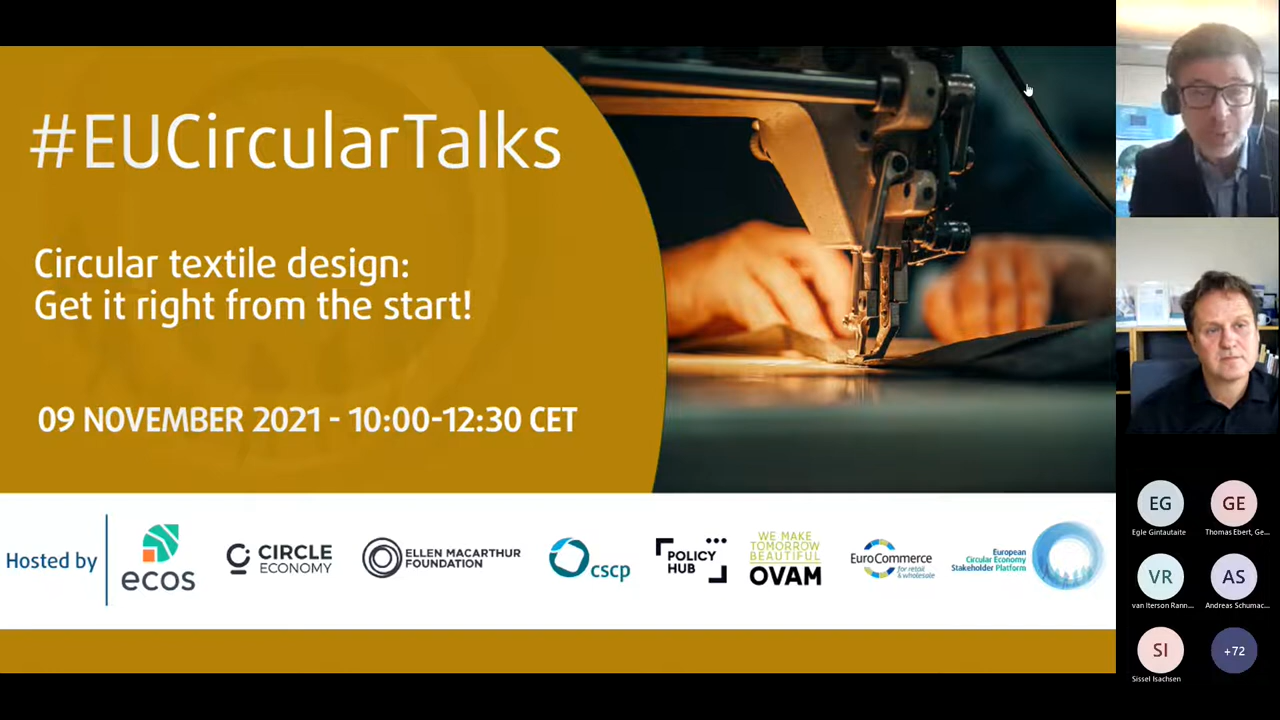 #EUCircularTalks
Circular textile design:
Get it right from the start!
09 NOVEMBER 2021 - 10:00-12:30 CET
Hosted by
ecos
CIRCLE
ECONOMY
ELLEN MACARTHUR
FOUNDATION
cscp
POLICY
HUB
WE MAKE
TOMORROW
BEAUTIFUL
OVAM
EuroCommerce
for retail
& wholesale
European
Circular Economy
Stakeholder Platform
EG
GE
Egle Gintautaite
Thomas Ebert, Ge...
VR
AS
van Iterson Rann...
Andreas Schumac...
SI
+72
Sissel Isachsen